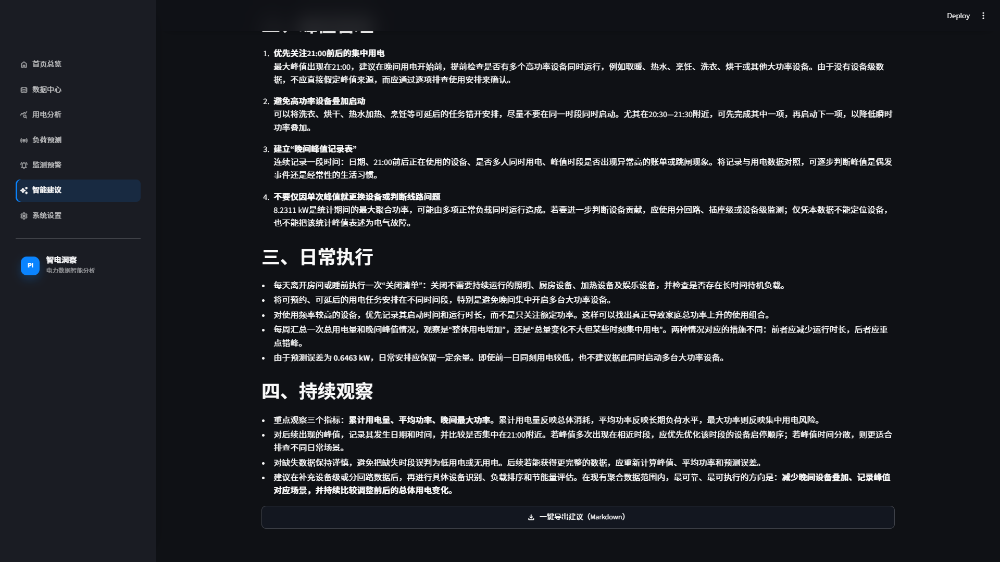 Deploy
首页总览
数据中心
用电分析
负荷预测
监测预警
智能建议
系统设置
PI
智电洞察
电力数据智能分析
1. 优先关注21:00前后的集中用电
最大峰值出现在21:00，建议在晚间用电开始前，提前检查是否有多个高功率设备同时运行，例如取暖、热水、烹饪、洗衣、烘干或其他大功率设备。由于没有设备级数
据，不应直接假定峰值来源，而应通过逐项排查使用安排来确认。
2. 避免高功率设备叠加启动
可以将洗衣、烘干、热水加热、烹饪等可延后的任务错开安排，尽量不要在同一时段同时启动。尤其在20:30—21:30附近，可先完成其中一项，再启动下一项，以降低瞬时
功率叠加。
3. 建立“晚间峰值记录表”
连续记录一段时间：日期、21:00前后正在使用的设备、是否多人同时用电、峰值时段是否出现异常高的账单或跳闸现象。将记录与用电数据对照，可逐步判断峰值是偶发
事件还是经常性的生活习惯。
4. 不要仅因单次峰值就更换设备或判断线路问题
8.2311 kW是统计期间的最大聚合功率，可能由多项正常负载同时运行造成。若要进一步判断设备贡献，应使用分回路、插座级或设备级监测；仅凭本数据不能定位设备，
也不能把该统计峰值表述为电气故障。
三、日常执行
• 每天离开房间或睡前执行一次“关闭清单”：关闭不需要持续运行的照明、厨房设备、加热设备及娱乐设备，并检查是否存在长时间待机负载。
• 将可预约、可延后的用电任务安排在不同时间段，特别是避免晚间集中开启多台大功率设备。
• 对使用频率较高的设备，优先记录其启动时间和运行时长，而不是只关注额定功率。这样可以找出真正导致家庭总功率上升的使用组合。
• 每周汇总一次总用电量和晚间峰值情况，观察是“整体用电增加”，还是“总量变化不大但某些时刻集中用电”。两种情况对应的措施不同：前者应减少运行时长，后者应重
点错峰。
• 由于预测误差为 0.6463 kW，日常安排应保留一定余量。即使前一日同刻用电较低，也不建议据此同时启动多台大功率设备。
四、持续观察
• 重点观察三个指标：累计用电量、平均功率、晚间最大功率。累计用电量反映总体消耗，平均功率反映长期负荷水平，最大功率则反映集中用电风险。
• 对后续出现的峰值，记录其发生日期和时间，并比较是否集中在21:00附近。若峰值多次出现在相近时段，应优先优化该时段的设备启停顺序；若峰值时间分散，则更适合
排查不同日常场景。
• 对缺失数据保持谨慎，避免把缺失时段误判为低用电或无用电。后续若能获得更完整的数据，应重新计算峰值、平均功率和预测误差。
• 建议在补充设备级或分回路数据后，再进行具体设备识别、负载排序和节能量评估。在现有聚合数据范围内，最可靠、最可执行的方向是：减少晚间设备叠加、记录峰值
对应场景，并持续比较调整前后的总体用电变化。
一键导出建议（Markdown）